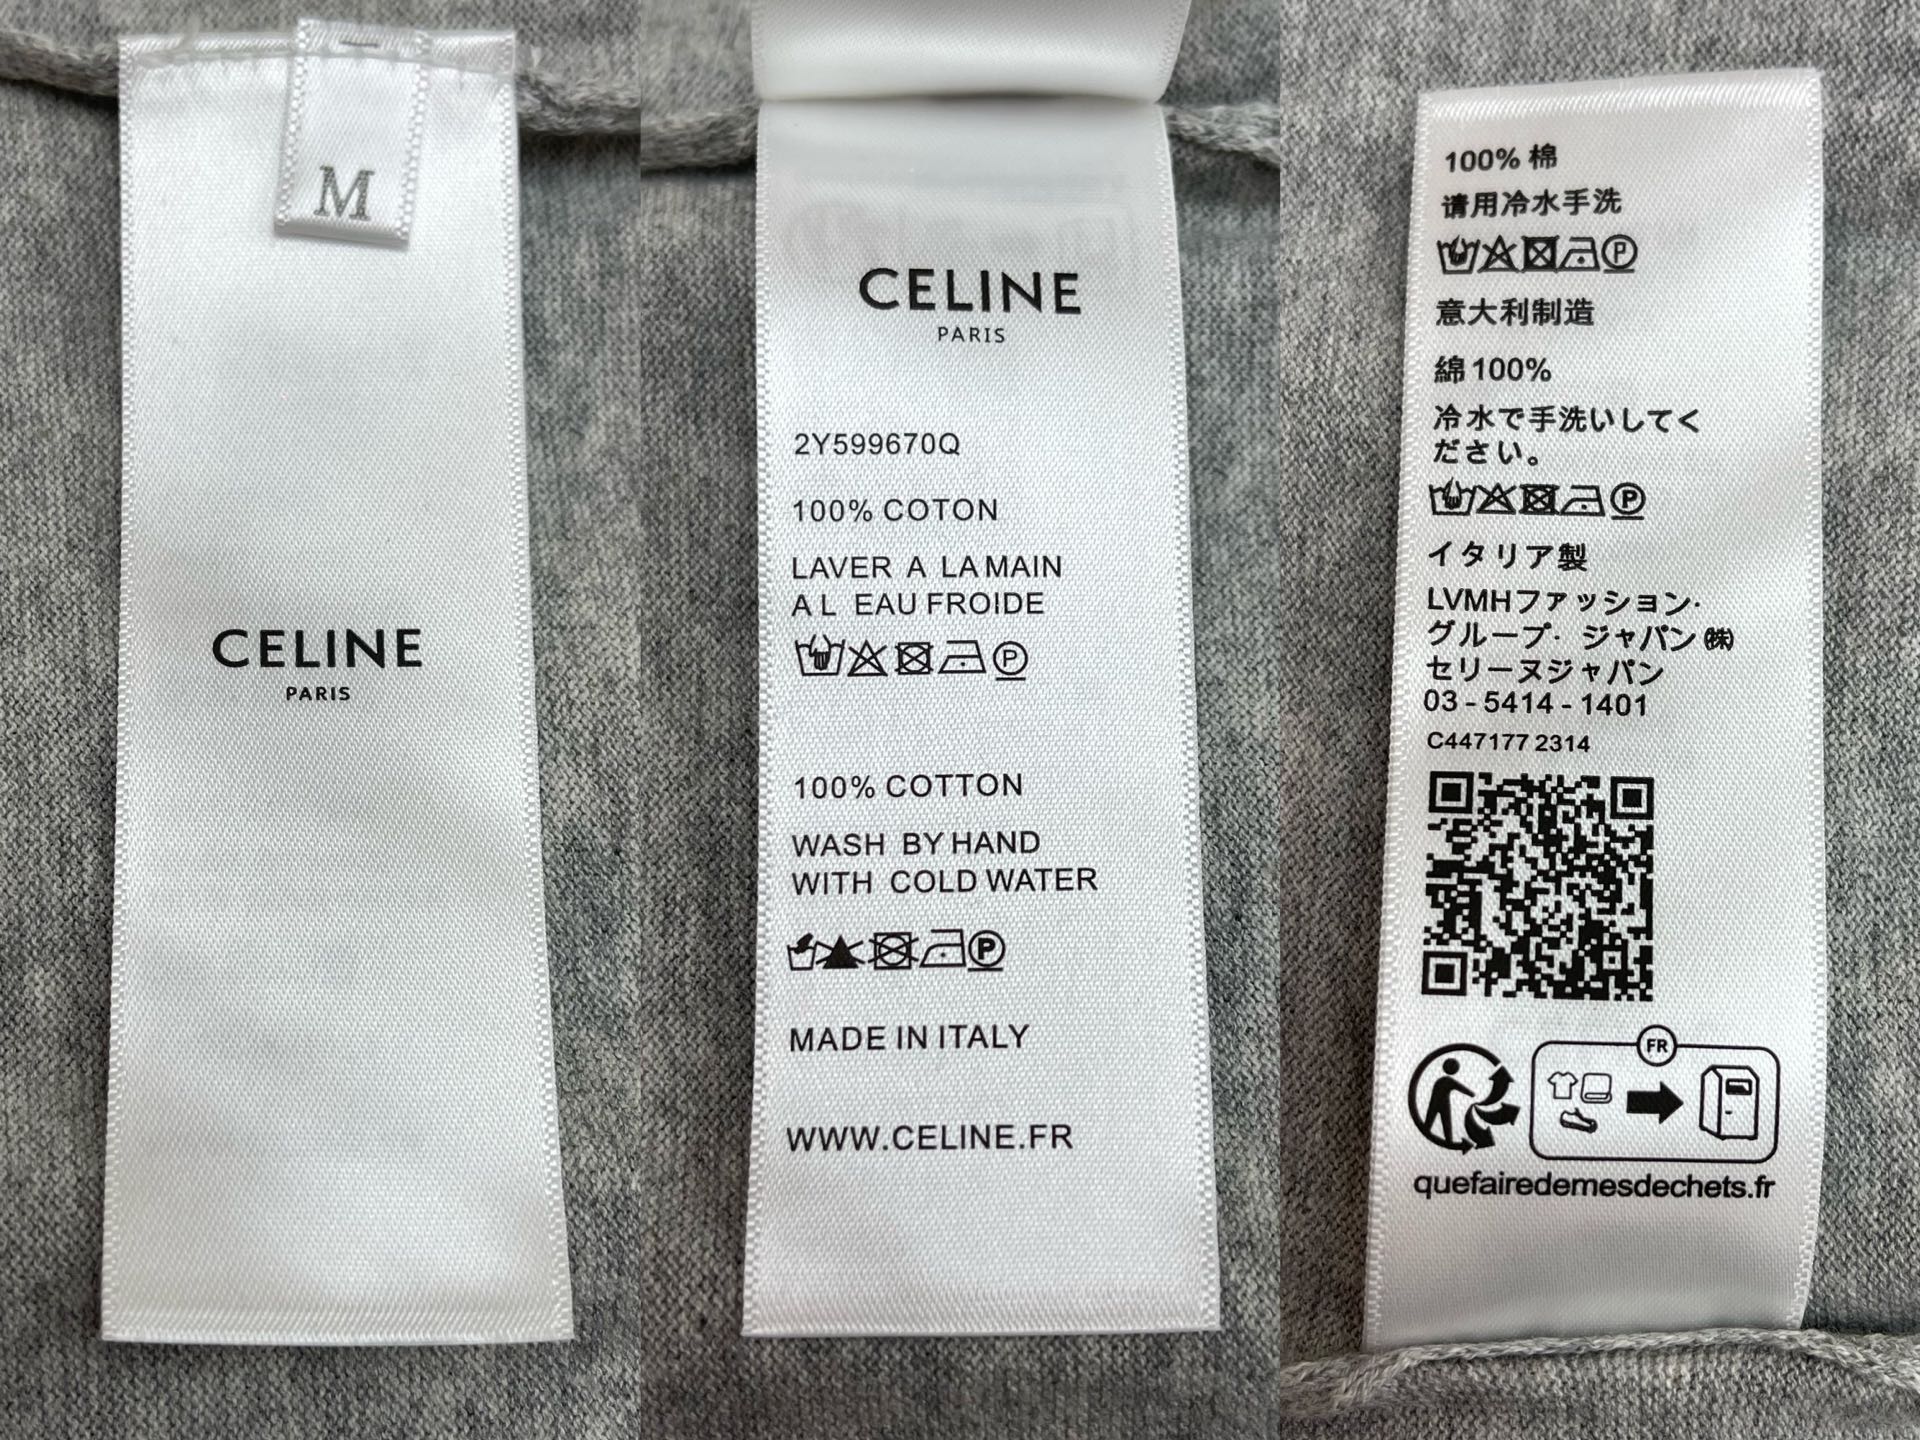 M
CELINE
PARIS
CELINE
PARIS
2Y599670Q
100% COTON
LAVER A LA MAIN
A L EAU FROIDE
P
100% COTTON
WASH BY HAND
WITH COLD WATER
P
MADE IN ITALY
WWW.CELINE.FR
100% 棉
请用冷水手洗
P
意大利制造
綿100%
冷水で手洗いしてく
ださい。
P
イタリア製
LVMHファッション·
グループ· ジャパン㈱
セリーヌジャパン
03 - 5414 - 1401
C447177 2314
FR
quefairedemesdechets.fr